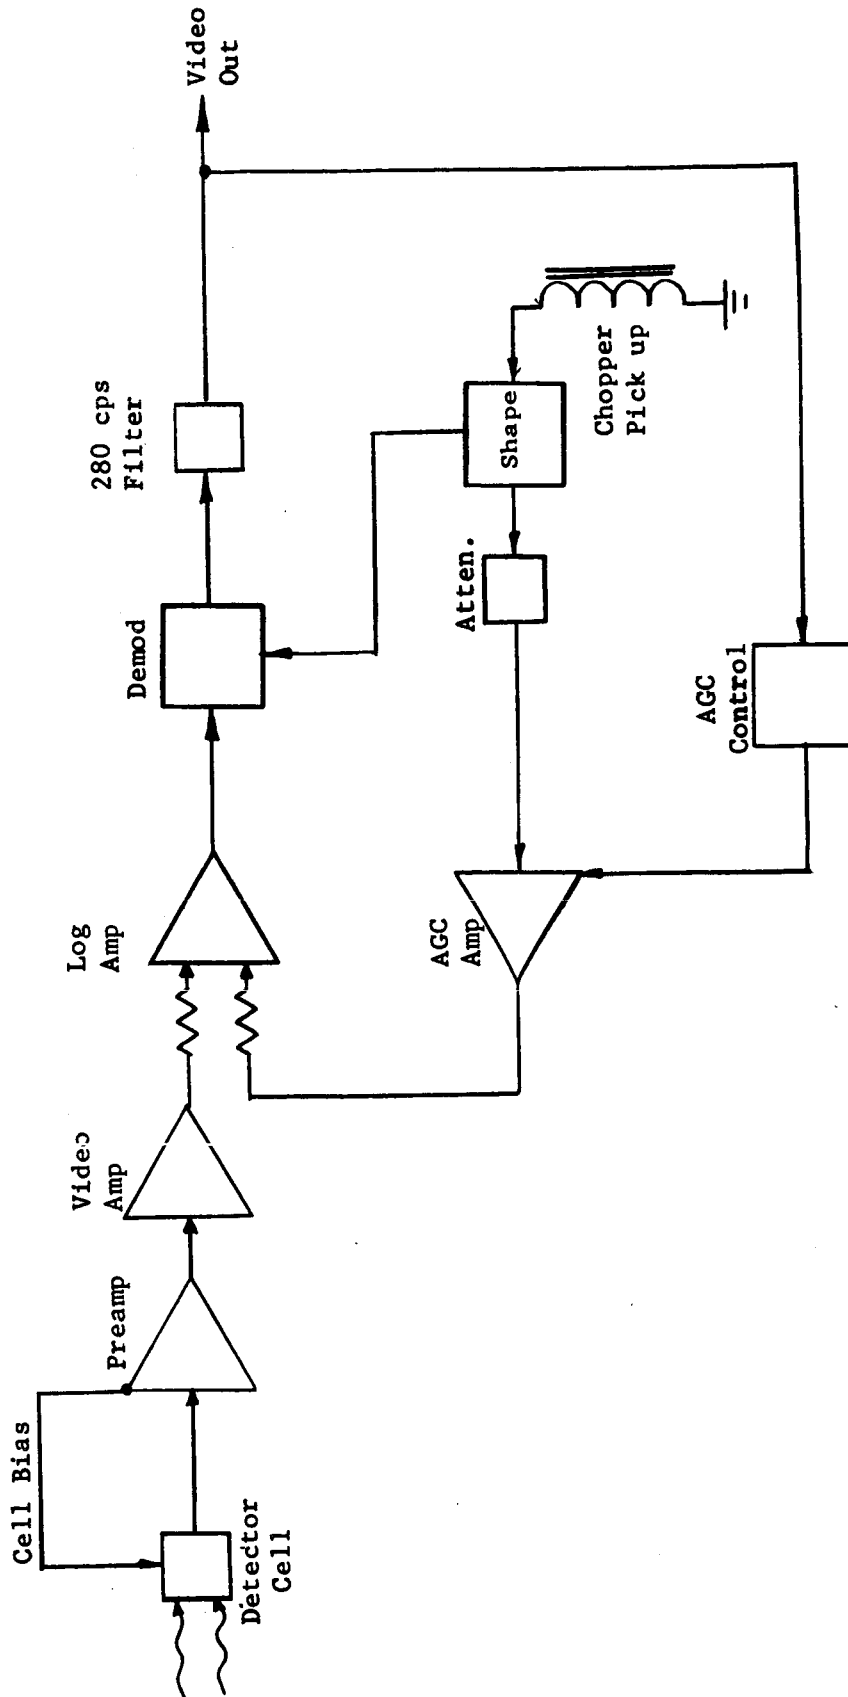 Cell Bias
Detector
Cell
Preamp
Video
Amp
Log
Amp
Demod
280 cps
Filter
Video
Out
AGC
Amp
Atten.
Shape
Chopper
Pick up
AGC
Control